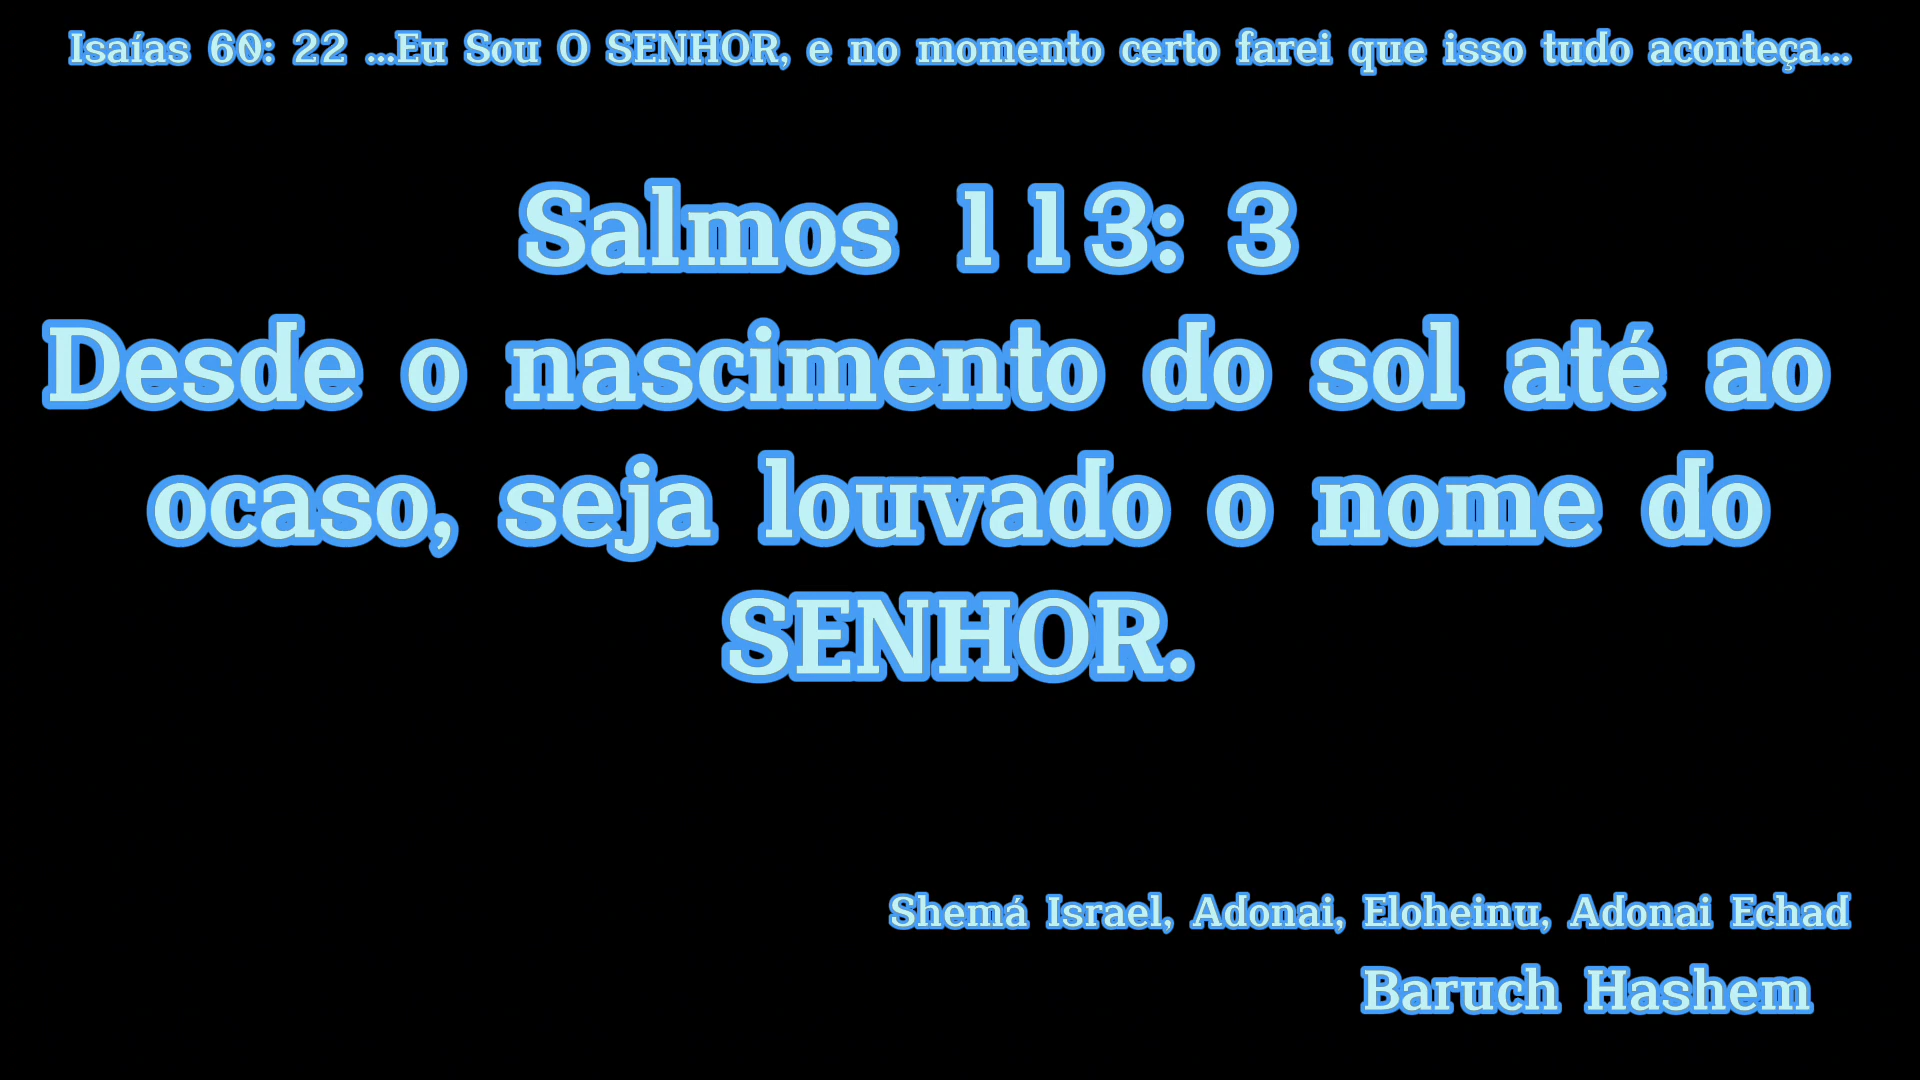 Isaías 60: 22 ...Eu Sou O SENHOR, e no momento certo farei que isso tudo aconteça...
Salmos 113: 3
Desde o nascimento do sol até ao
ocaso, seja louvado o nome do
SENHOR.
Shemá Israel, Adonai, Eloheinu, Adonai Echad
Baruch Hashem